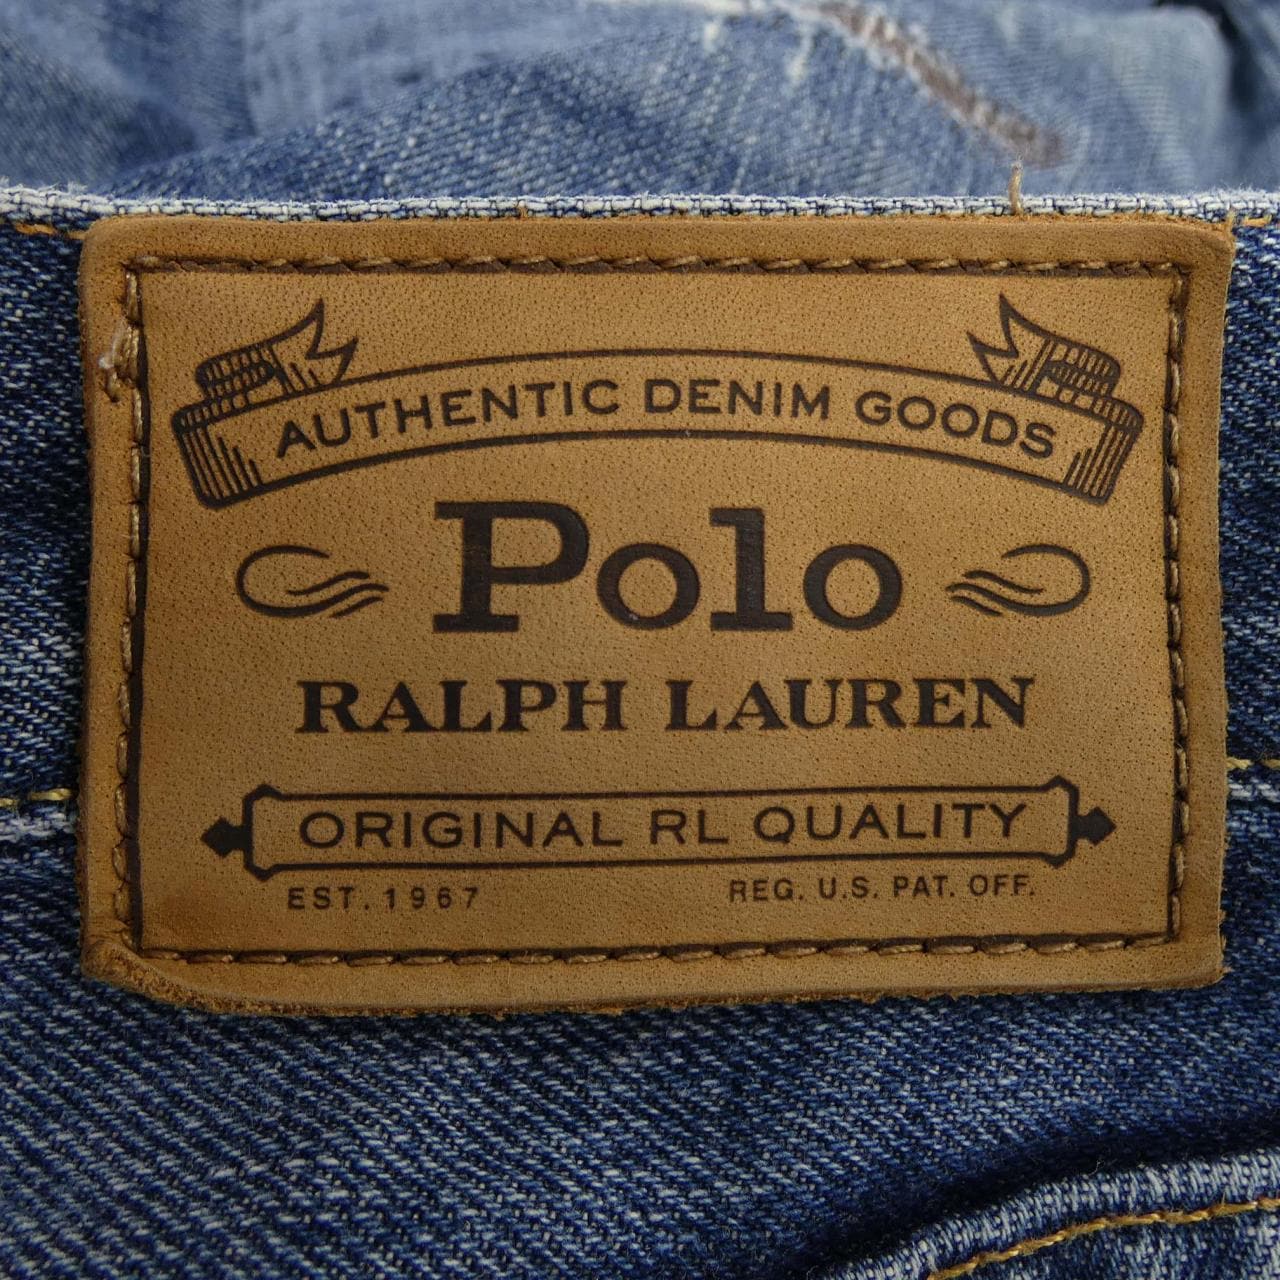 AUTHENTIC DENIM GOODS
Polo
RALPH LAUREN
ORIGINAL RL QUALITY
EST. 1967 REG. U.S. PAT. OFF.